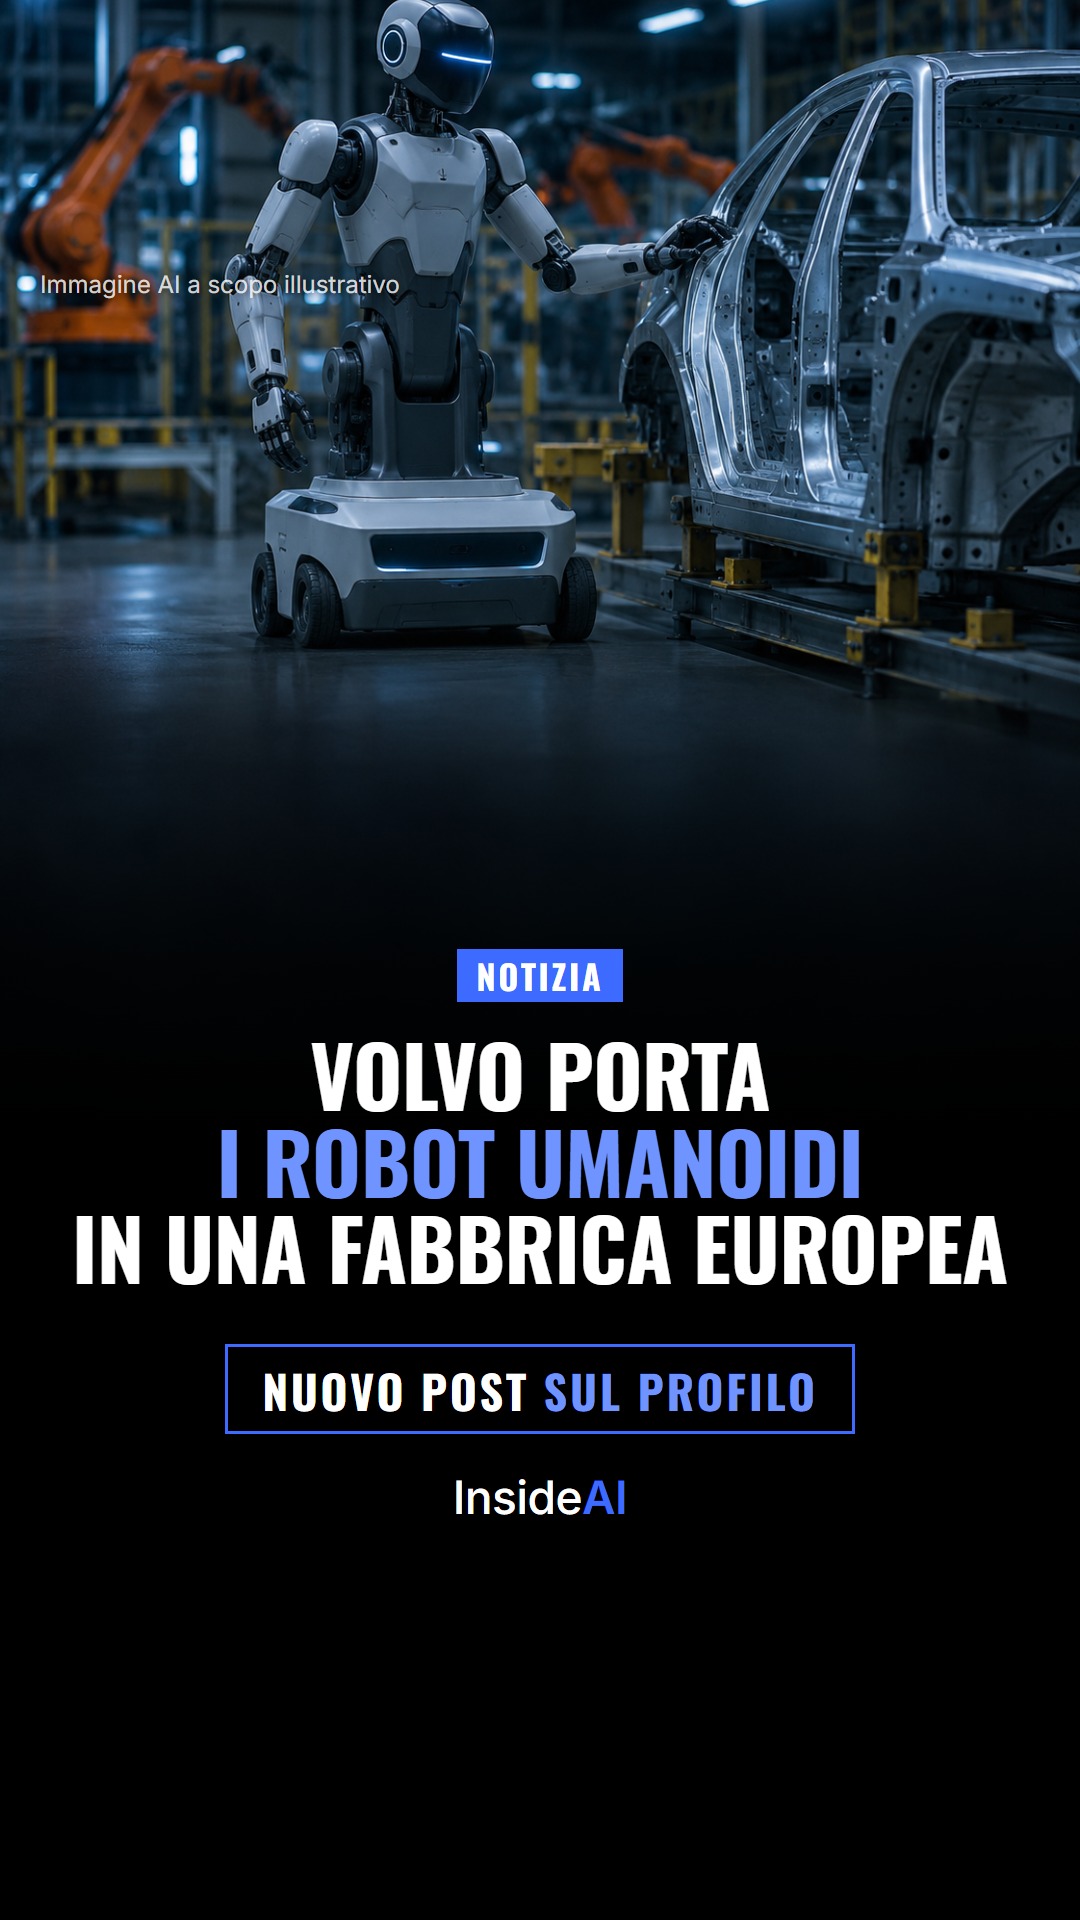 Immagine AI a scopo illustrativo
NOTIZIA
VOLVO PORTA
I ROBOT UMANOIDI
IN UNA FABBRICA EUROPEA
NUOVO POST SUL PROFILO
InsideAI